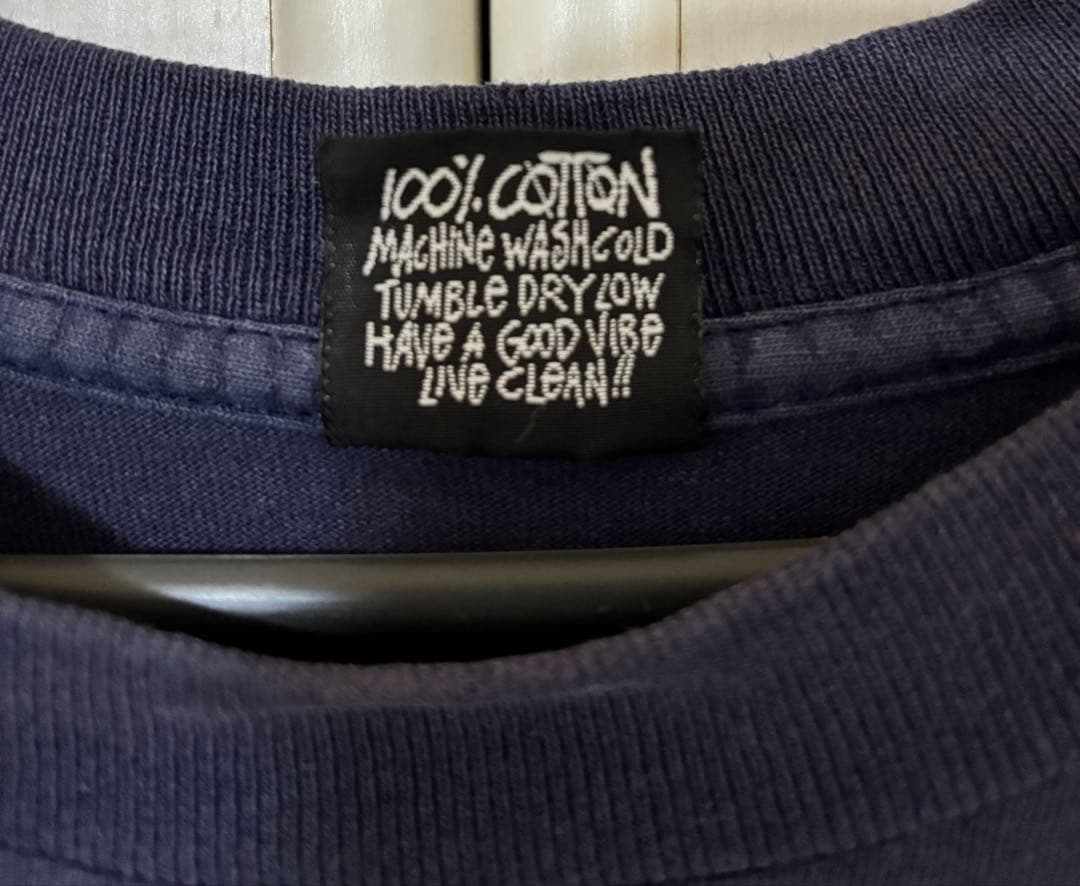 100% COTTON
MACHINE WASH COLD
TUMBLE DRY LOW
HAVE A GOOD VIBE
LIVE CLEAN!!